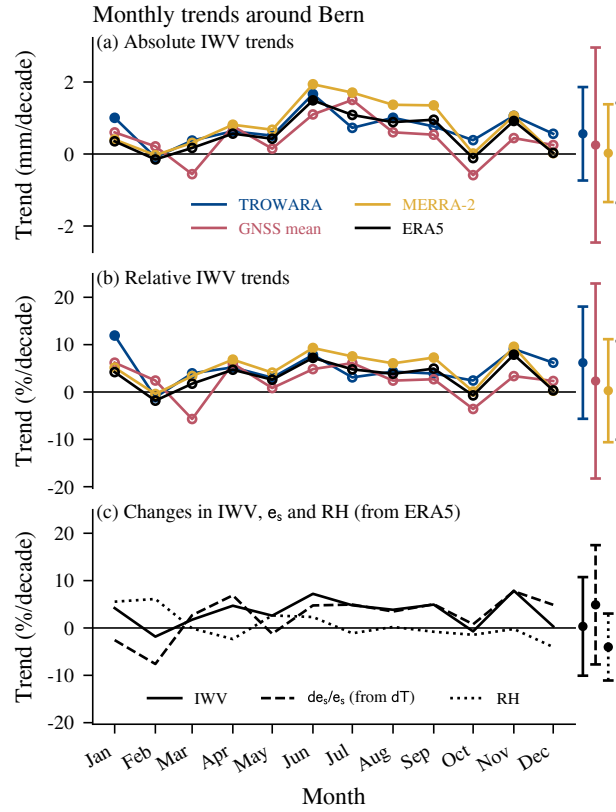 Monthly trends around Bern
(a) Absolute IWV trends
Trend (mm/decade)
2
0
-2
TROWARA
MERRA-2
GNSS mean
ERA5
(b) Relative IWV trends
Trend (%/decade)
20
10
0
-10
-20
(c) Changes in IWV, eₛ and RH (from ERA5)
Trend (%/decade)
20
10
0
-10
-20
IWV
deₛ/eₛ (from dT)
RH
Jan Feb Mar Apr May Jun Jul Aug Sep Oct Nov Dec
Month